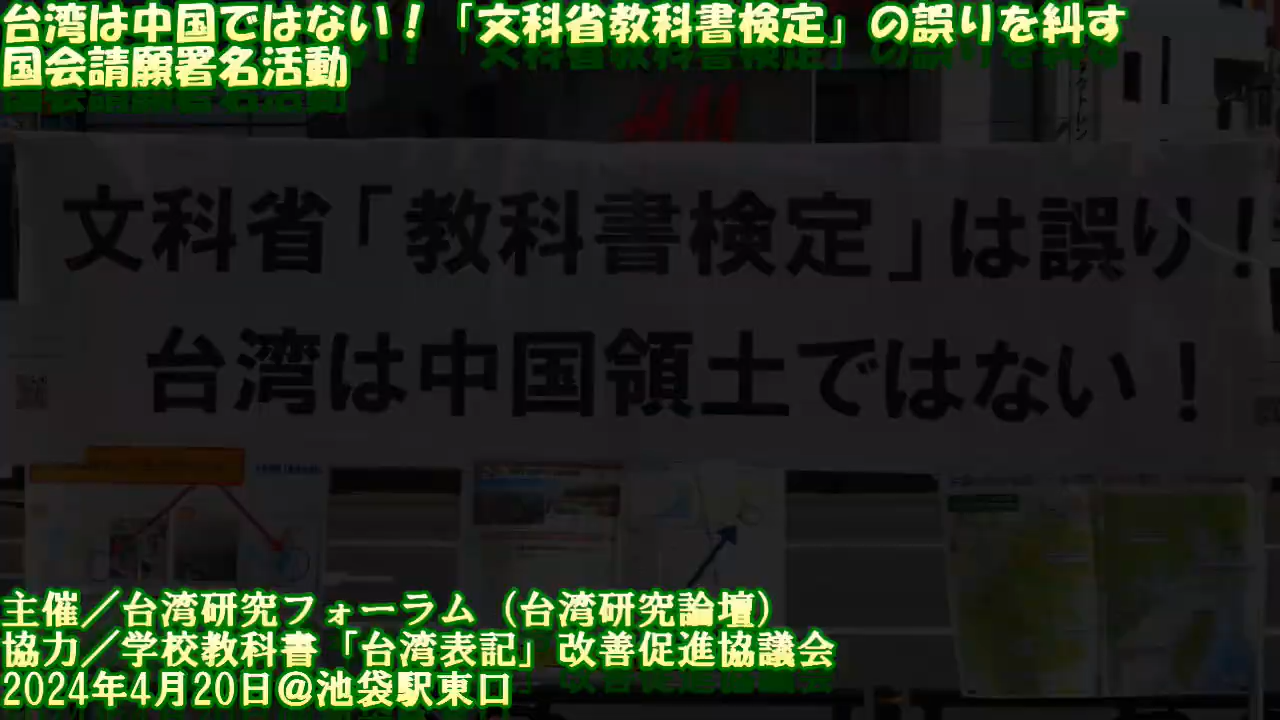 台湾は中国ではない！「文科省教科書検定」の誤りを糾す
国会請願署名活動
H&M
文科省「教科書検定」は誤り！
台湾は中国領土ではない！
主催／台湾研究フォーラム（台湾研究論壇）
協力／学校教科書「台湾表記」改善促進協議会
2024年4月20日＠池袋駅東口